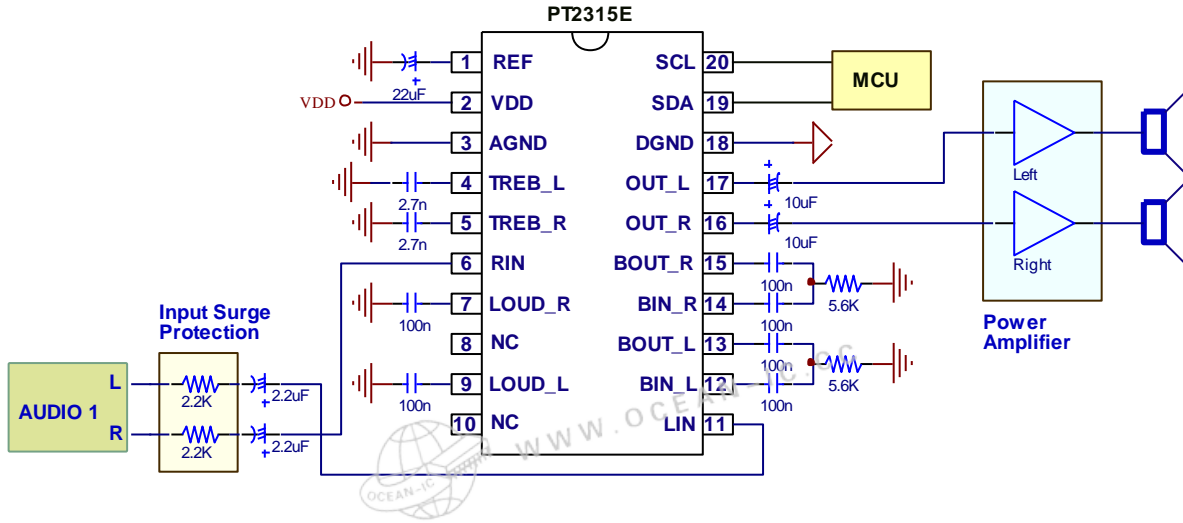 PT2315E
1 REF
22uF
VDD
2 VDD
3 AGND
4 TREB_L
2.7n
5 TREB_R
2.7n
6 RIN
7 LOUD_R
100n
8 NC
9 LOUD_L
100n
10 NC
SCL 20
SDA 19
MCU
DGND 18
OUT_L 17
+
10uF
OUT_R 16
+
10uF
BOUT_R 15
100n
BIN_R 14
100n
5.6K
BOUT_L 13
100n
BIN_L 12
100n
5.6K
LIN 11
Left
Right
Power
Amplifier
Input Surge
Protection
AUDIO 1
L
2.2K
+
2.2uF
R
2.2K
+
2.2uF
OCEAN-IC
WWW.OCEAN-IC.CC